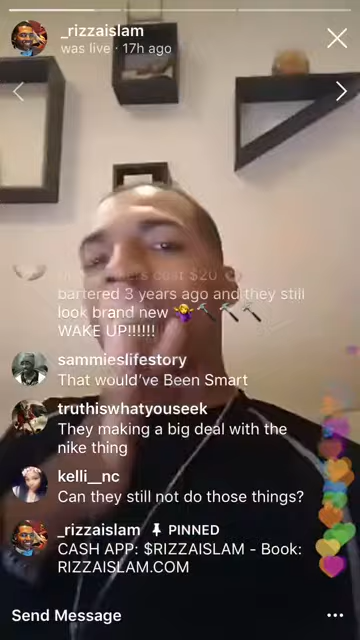 _rizzaislam
was live · 17h ago
cost $20
bartered 3 years ago and they still
look brand new 🤷‍♀️🔨🔨🔨
WAKE UP!!!!!!
sammieslifestory
That would've Been Smart
truthiswhatyouseek
They making a big deal with the
nike thing
kelli__nc
Can they still not do those things?
_rizzaislam 📌 PINNED
CASH APP: $RIZZAISLAM - Book:
RIZZAISLAM.COM
Send Message